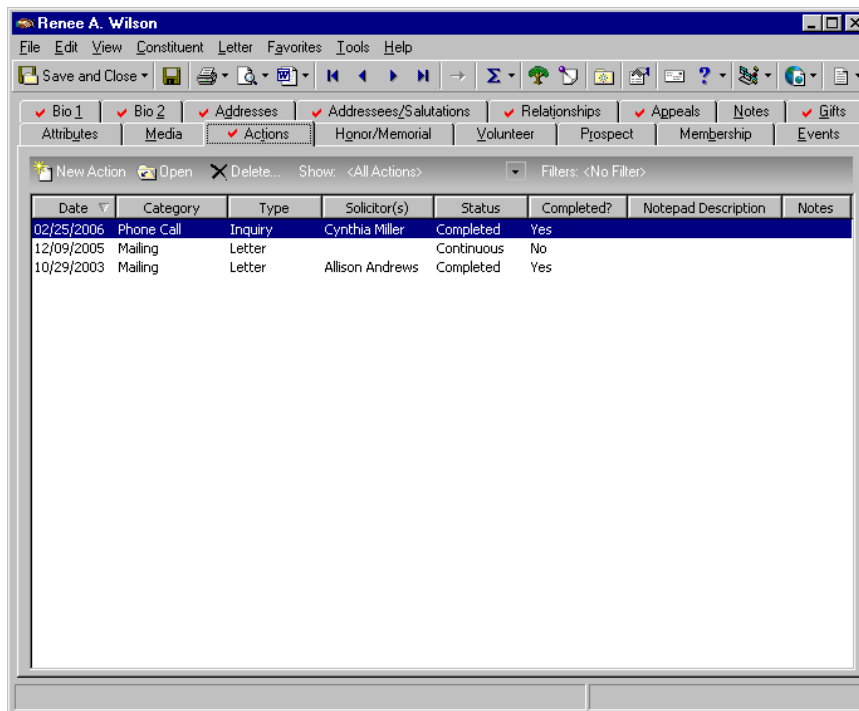 Renee A. Wilson
File Edit View Constituent Letter Favorites Tools Help
Save and Close
Bio 1 Bio 2 Addresses Addressees/Salutations Relationships Appeals Notes Gifts
Attributes Media Actions Honor/Memorial Volunteer Prospect Membership Events
New Action Open Delete... Show: <All Actions> Filters: <No Filter>
Date Category Type Solicitor(s) Status Completed? Notepad Description Notes
02/25/2006 Phone Call Inquiry Cynthia Miller Completed Yes
12/09/2005 Mailing Letter Continuous No
10/29/2003 Mailing Letter Allison Andrews Completed Yes